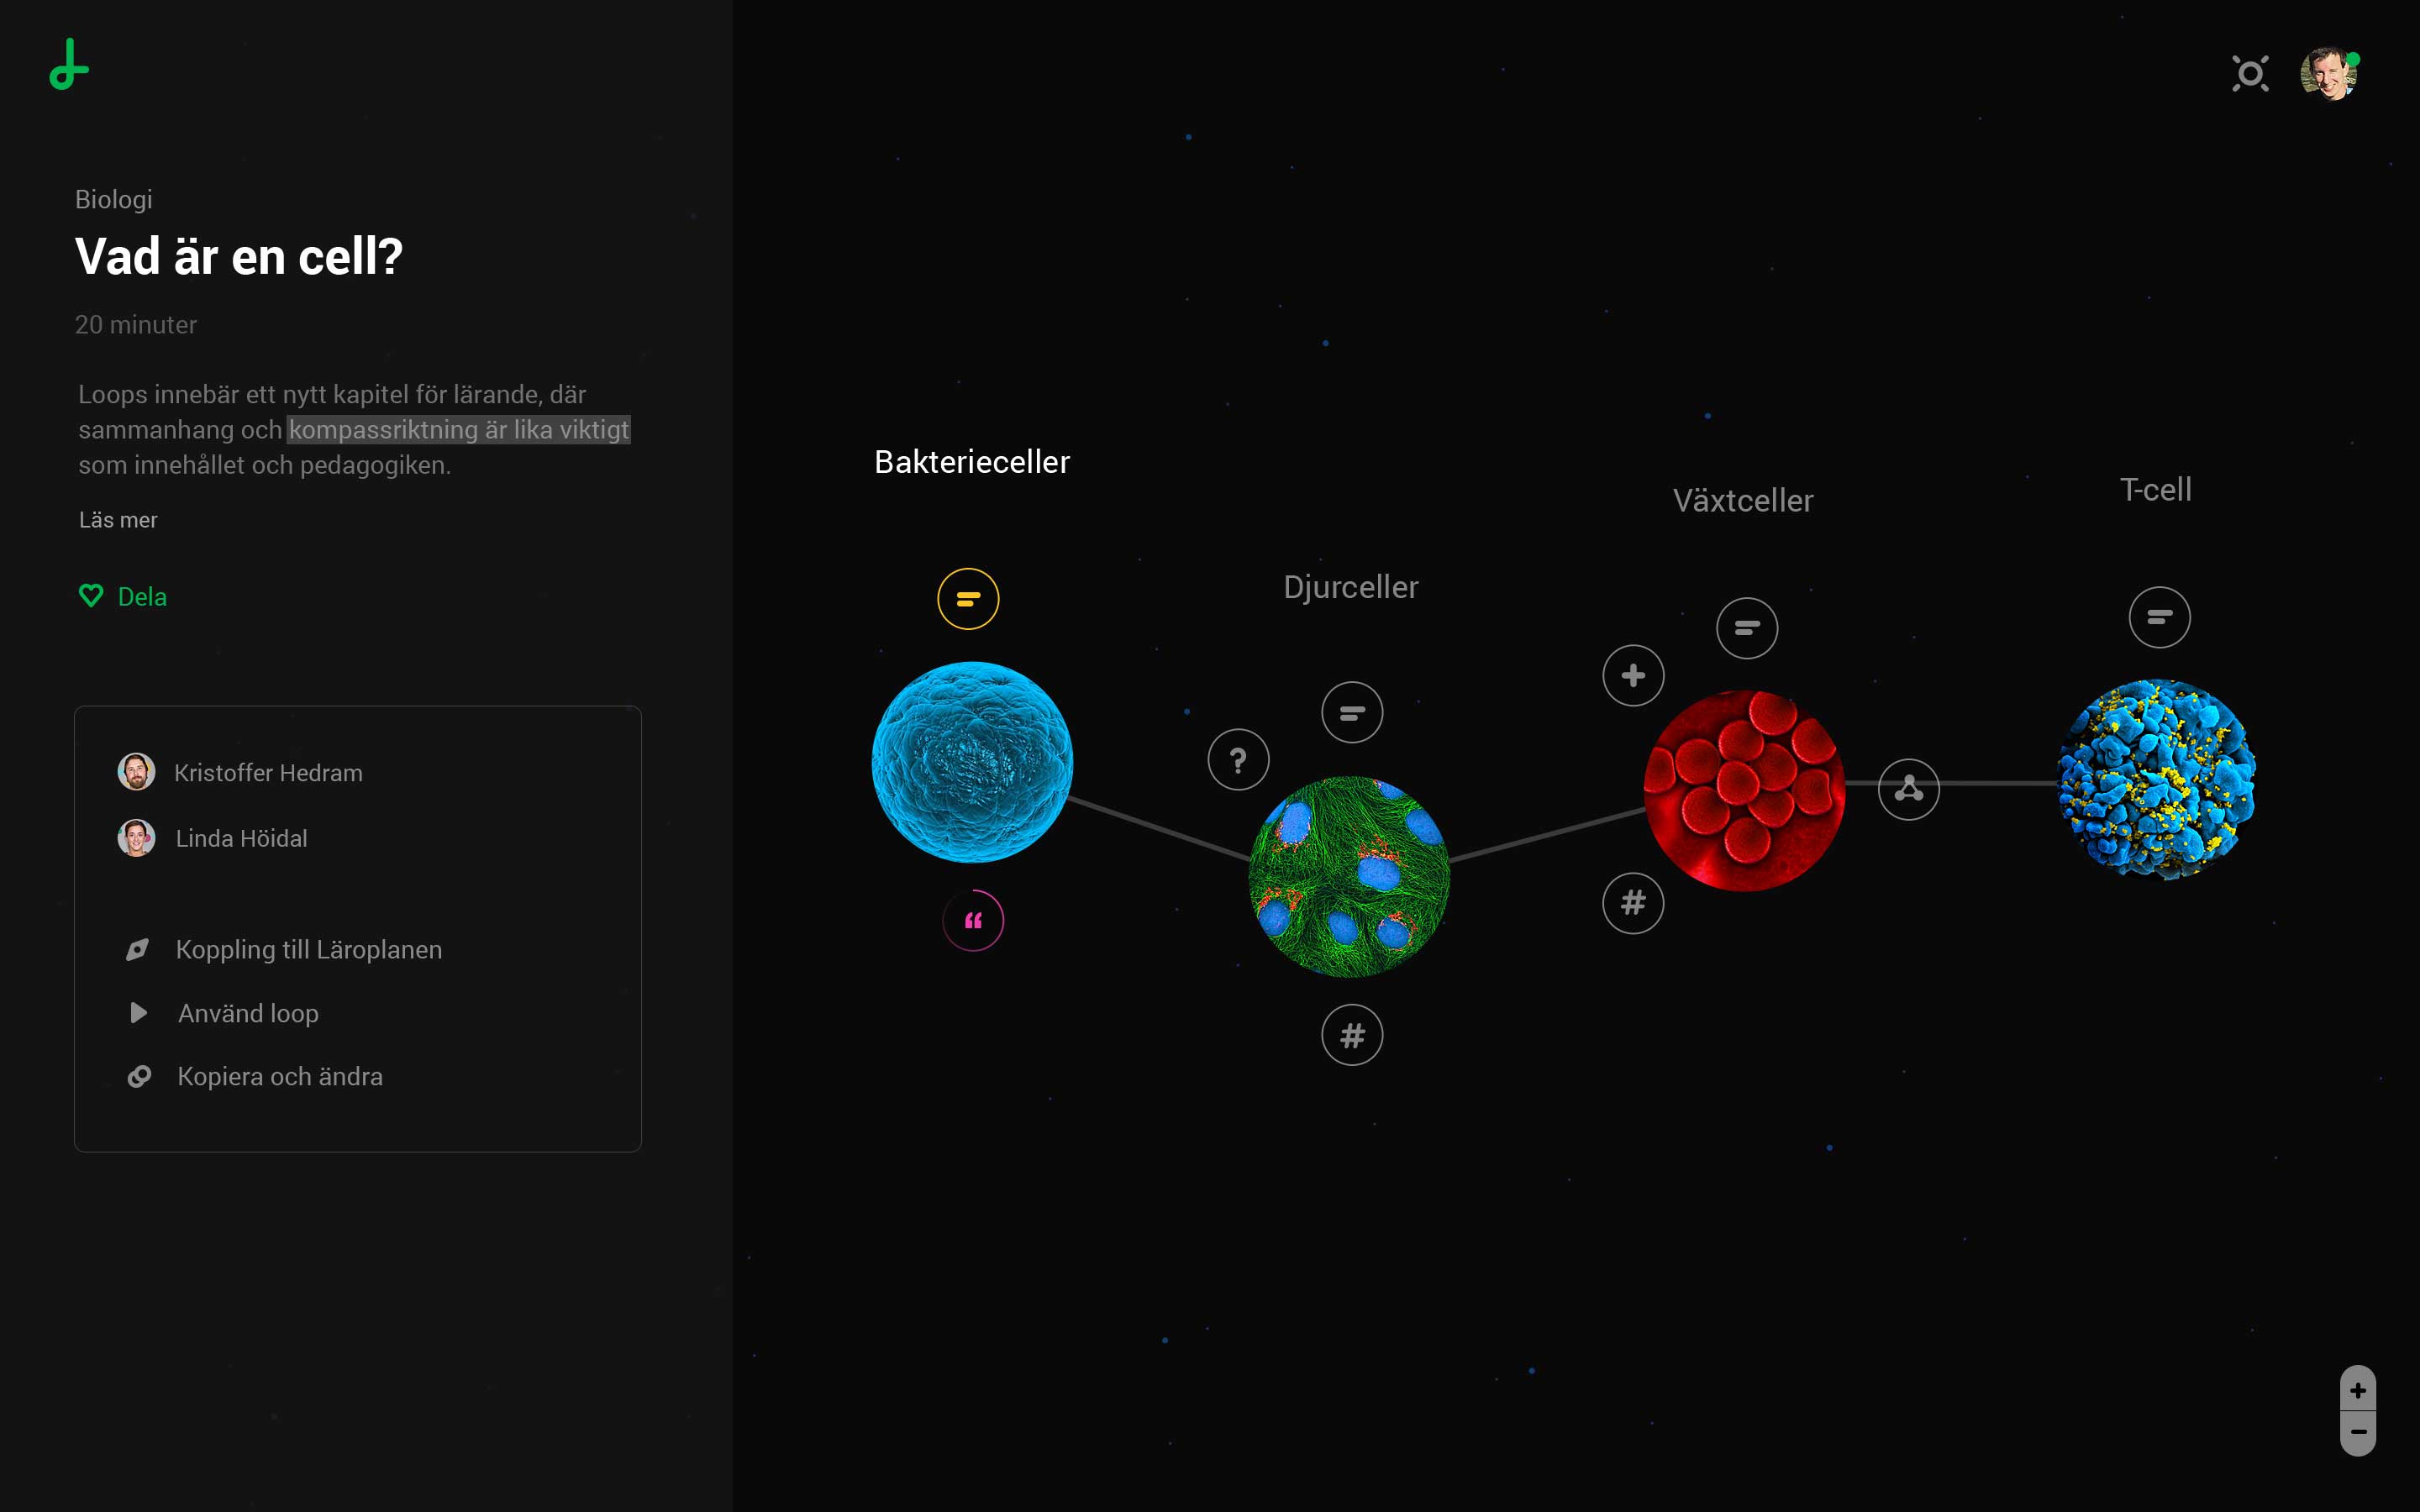 Biologi
Vad är en cell?
20 minuter
Loops innebär ett nytt kapitel för lärande, där
sammanhang och kompassriktning är lika viktigt
som innehållet och pedagogiken.
Läs mer
Dela
Kristoffer Hedram
Linda Höidal
Koppling till Läroplanen
Använd loop
Kopiera och ändra
Bakterieceller
Djurceller
Växtceller
T-cell
?
+
#
#
“
+
-